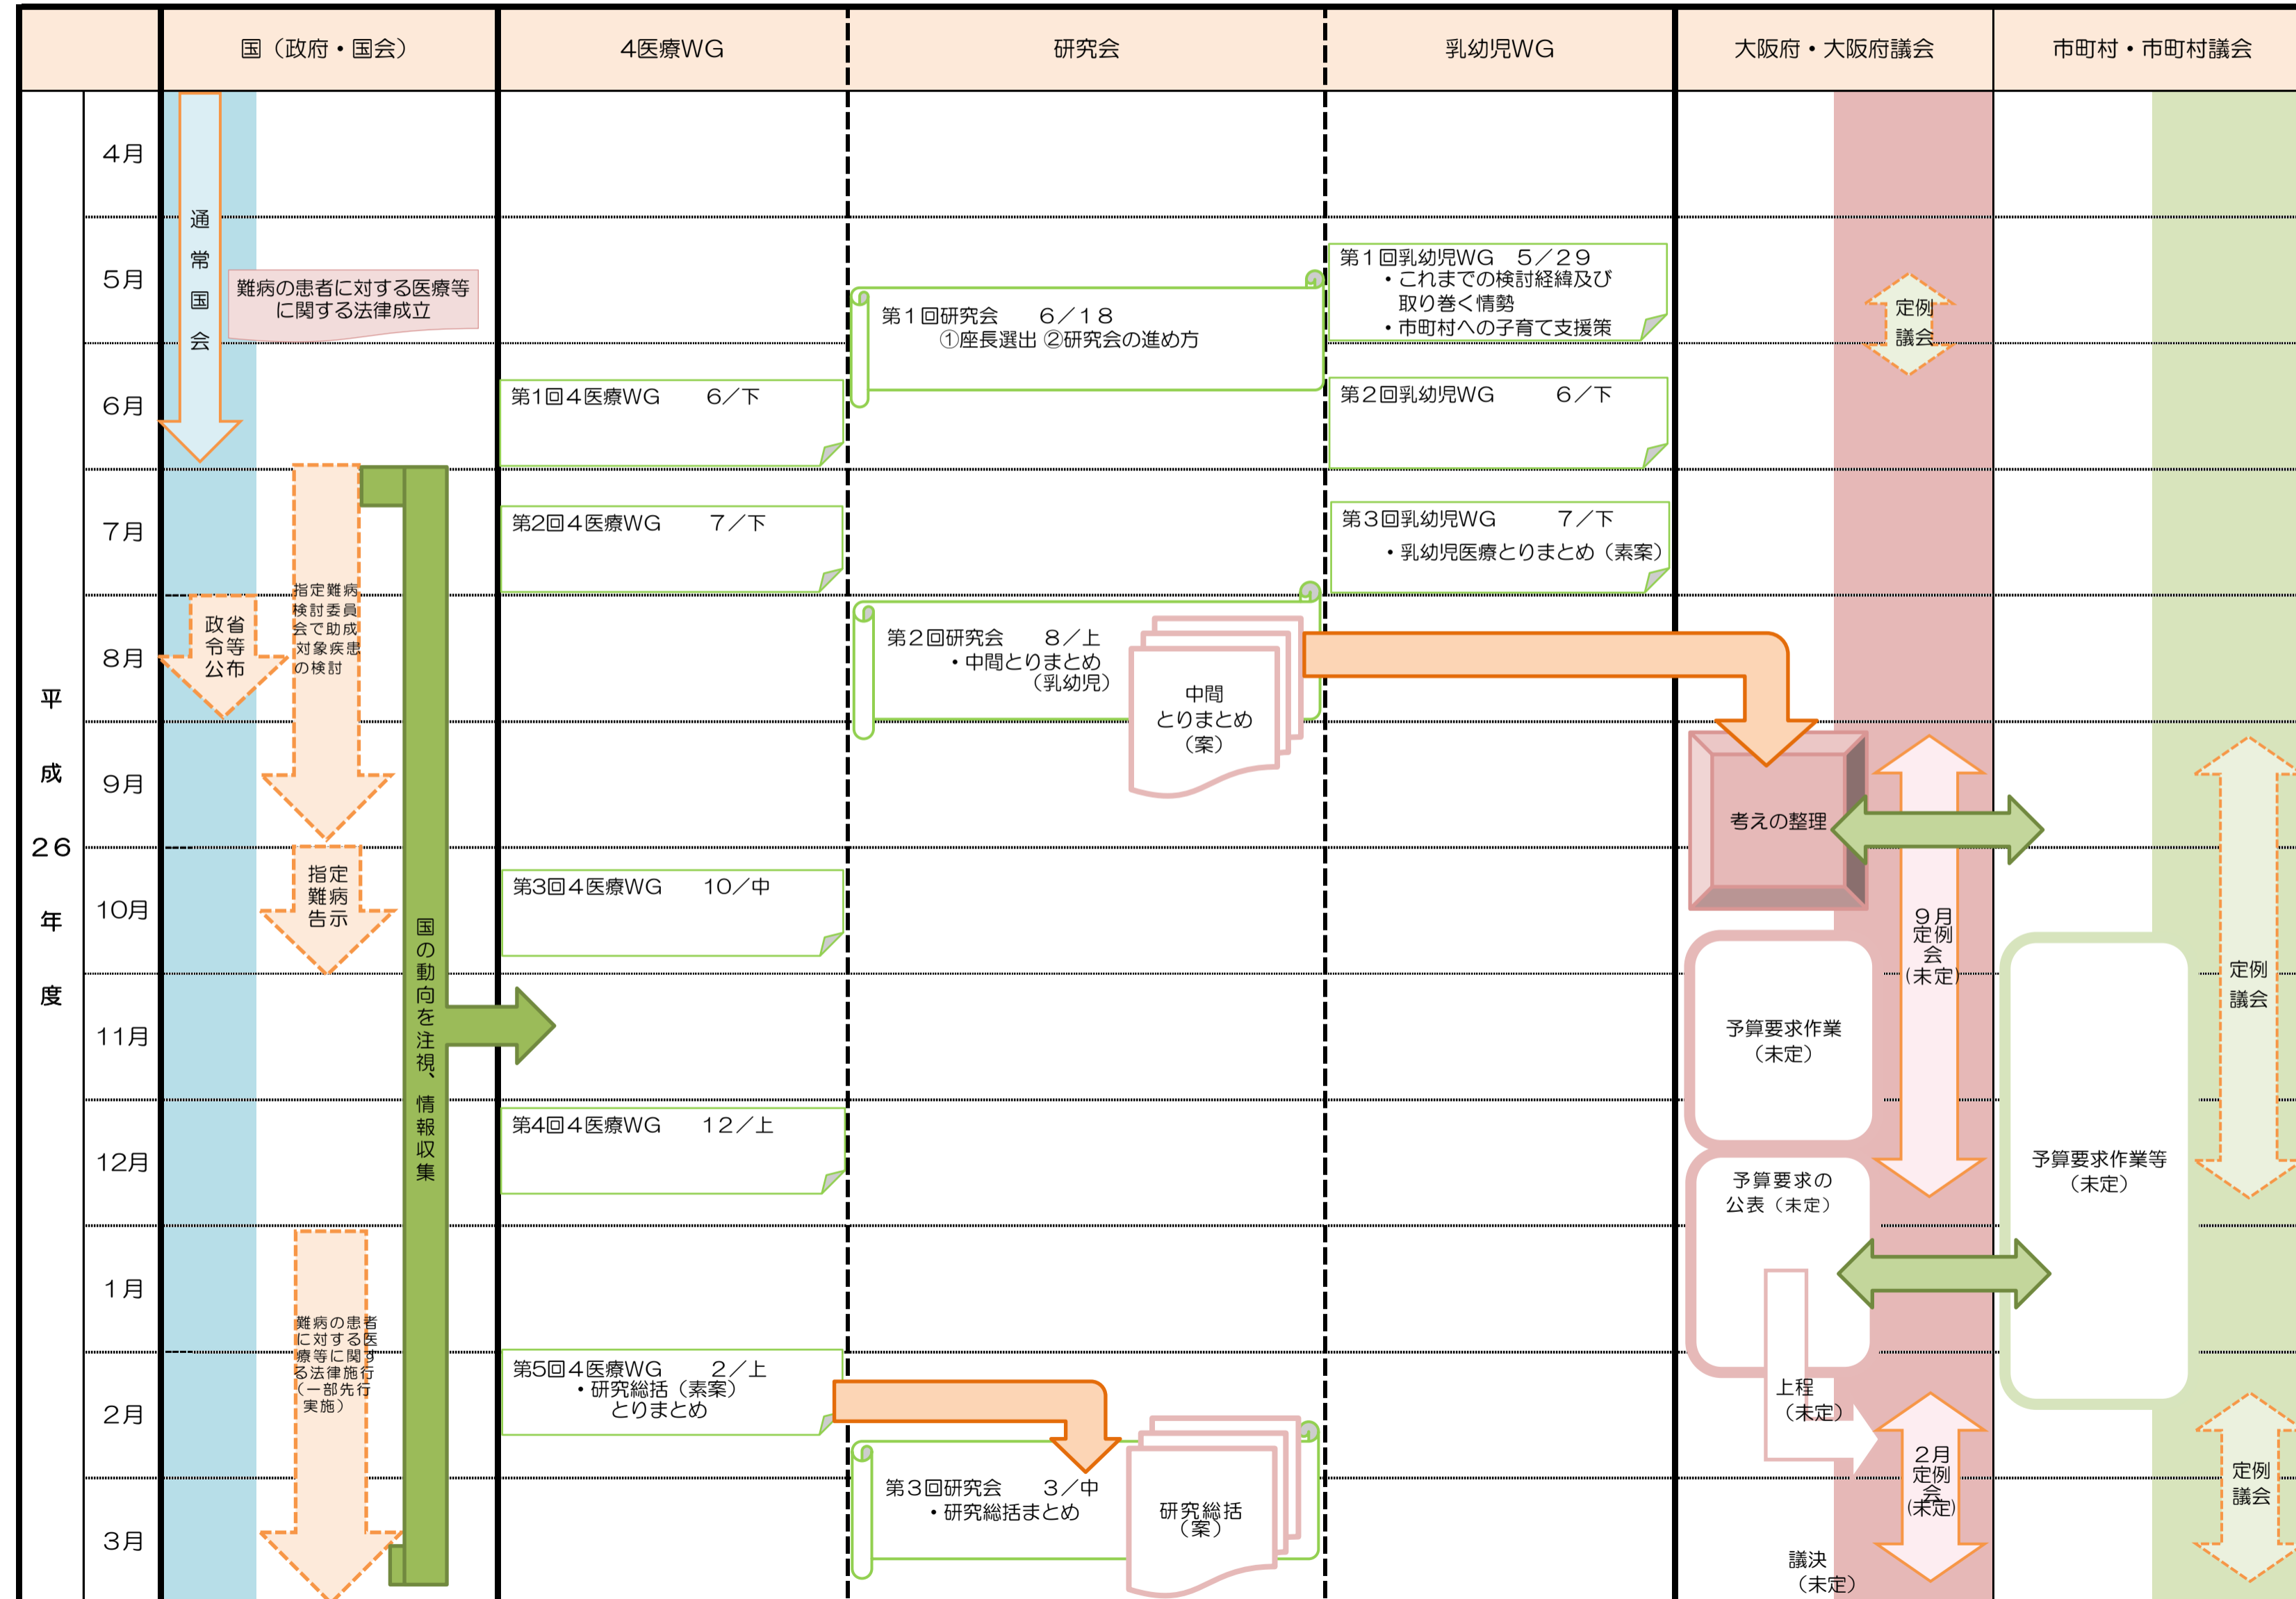 国（政府・国会）
4医療WG
研究会
乳幼児WG
大阪府・大阪府議会
市町村・市町村議会
平成26年度
4月
5月
6月
7月
8月
9月
10月
11月
12月
1月
2月
3月
通常国会
難病の患者に対する医療等
に関する法律成立
政省
令等
公布
指定難病
検討委員
会で助成
対象疾患
の検討
指定
難病
告示
難病の患者
に対する医
療等に関す
る法律施行
（一部先行
実施）
国の動向を注視、情報収集
第1回４医療WG　６／下
第2回４医療WG　７／下
第3回４医療WG　10／中
第4回４医療WG　１２／上
第5回４医療WG　２／上
・研究総括（素案）
とりまとめ
第１回研究会　６／１８
①座長選出 ②研究会の進め方
第２回研究会　８／上
・中間とりまとめ
（乳幼児）
中間
とりまとめ
（案）
第３回研究会　３／中
・研究総括まとめ
研究総括
（案）
第１回乳幼児WG　５／２９
・これまでの検討経緯及び
取り巻く情勢
・市町村への子育て支援策
第２回乳幼児WG　６／下
第３回乳幼児WG　７／下
・乳幼児医療とりまとめ（素案）
定例
議会
考えの整理
９月
定例
会
(未定)
予算要求作業
（未定）
予算要求の
公表（未定）
上程
（未定）
２月
定例
会
(未定)
議決
（未定）
定例
議会
予算要求作業等
（未定）
定例
議会